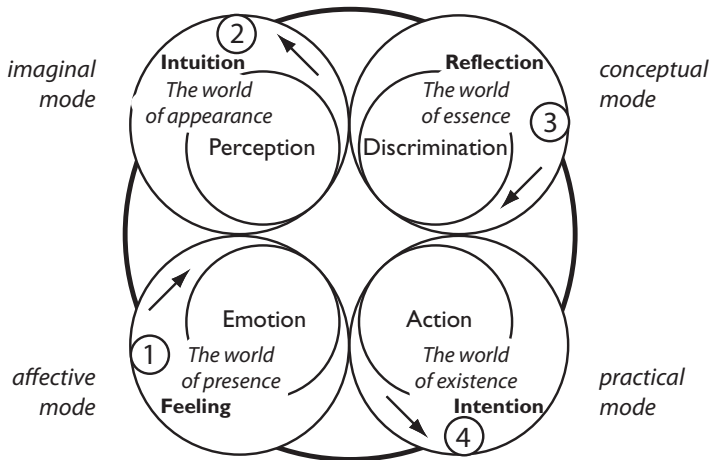 2
Intuition
imaginal
mode
The world
of appearance
Perception
Reflection
conceptual
mode
The world
of essence
3
Discrimination
Emotion
1
The world
of presence
affective
mode
Feeling
Action
The world
of existence
practical
mode
Intention
4